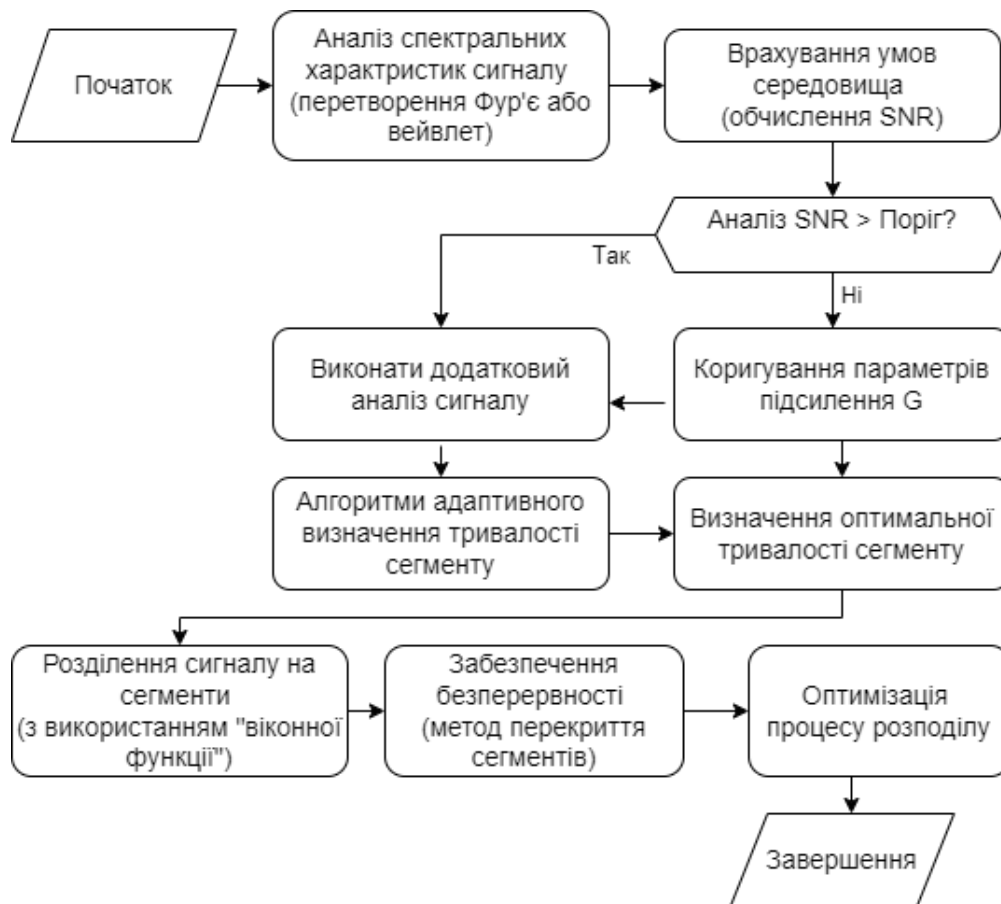 Початок
Аналіз спектральних
характристик сигналу
(перетворення Фур'є або
вейвлет)
Врахування умов
середовища
(обчислення SNR)
Аналіз SNR > Поріг?
Так
Ні
Виконати додатковий
аналіз сигналу
Коригування параметрів
підсилення G
Алгоритми адаптивного
визначення тривалості
сегменту
Визначення оптимальної
тривалості сегменту
Розділення сигналу на
сегменти
(з використанням "віконної
функції")
Забезпечення
безперервності
(метод перекриття
сегментів)
Оптимізація
процесу розподілу
Завершення